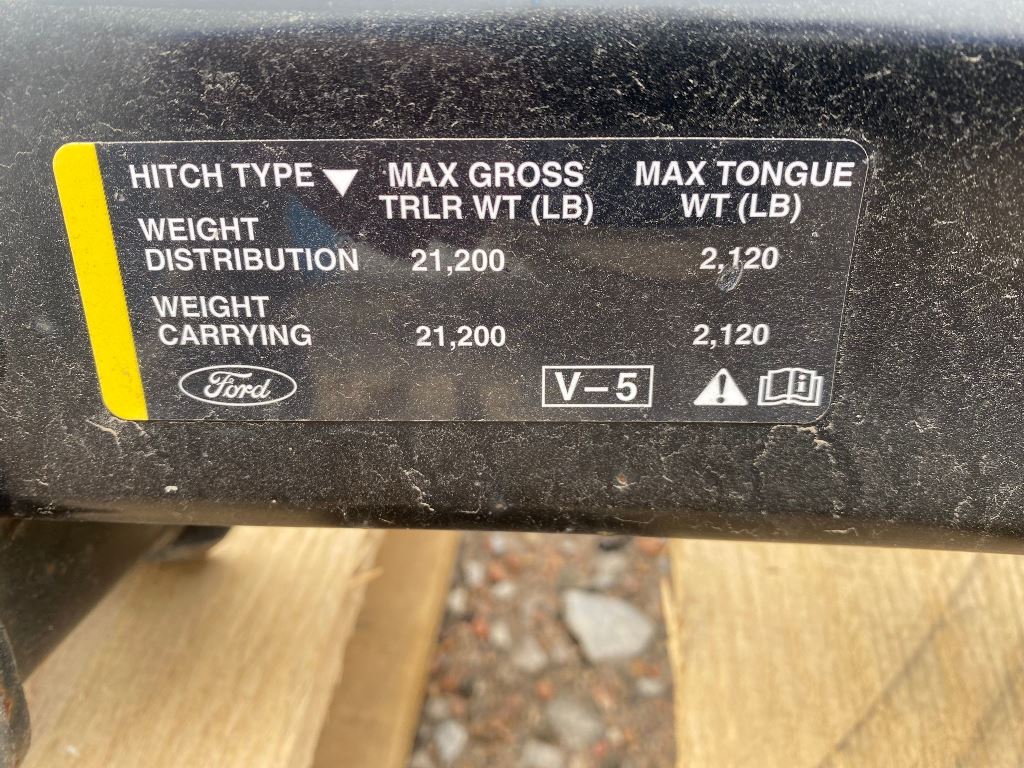 HITCH TYPE MAX GROSS MAX TONGUE
TRLR WT (LB) WT (LB)
WEIGHT
DISTRIBUTION 21,200 2,120
WEIGHT
CARRYING 21,200 2,120
Ford V-5